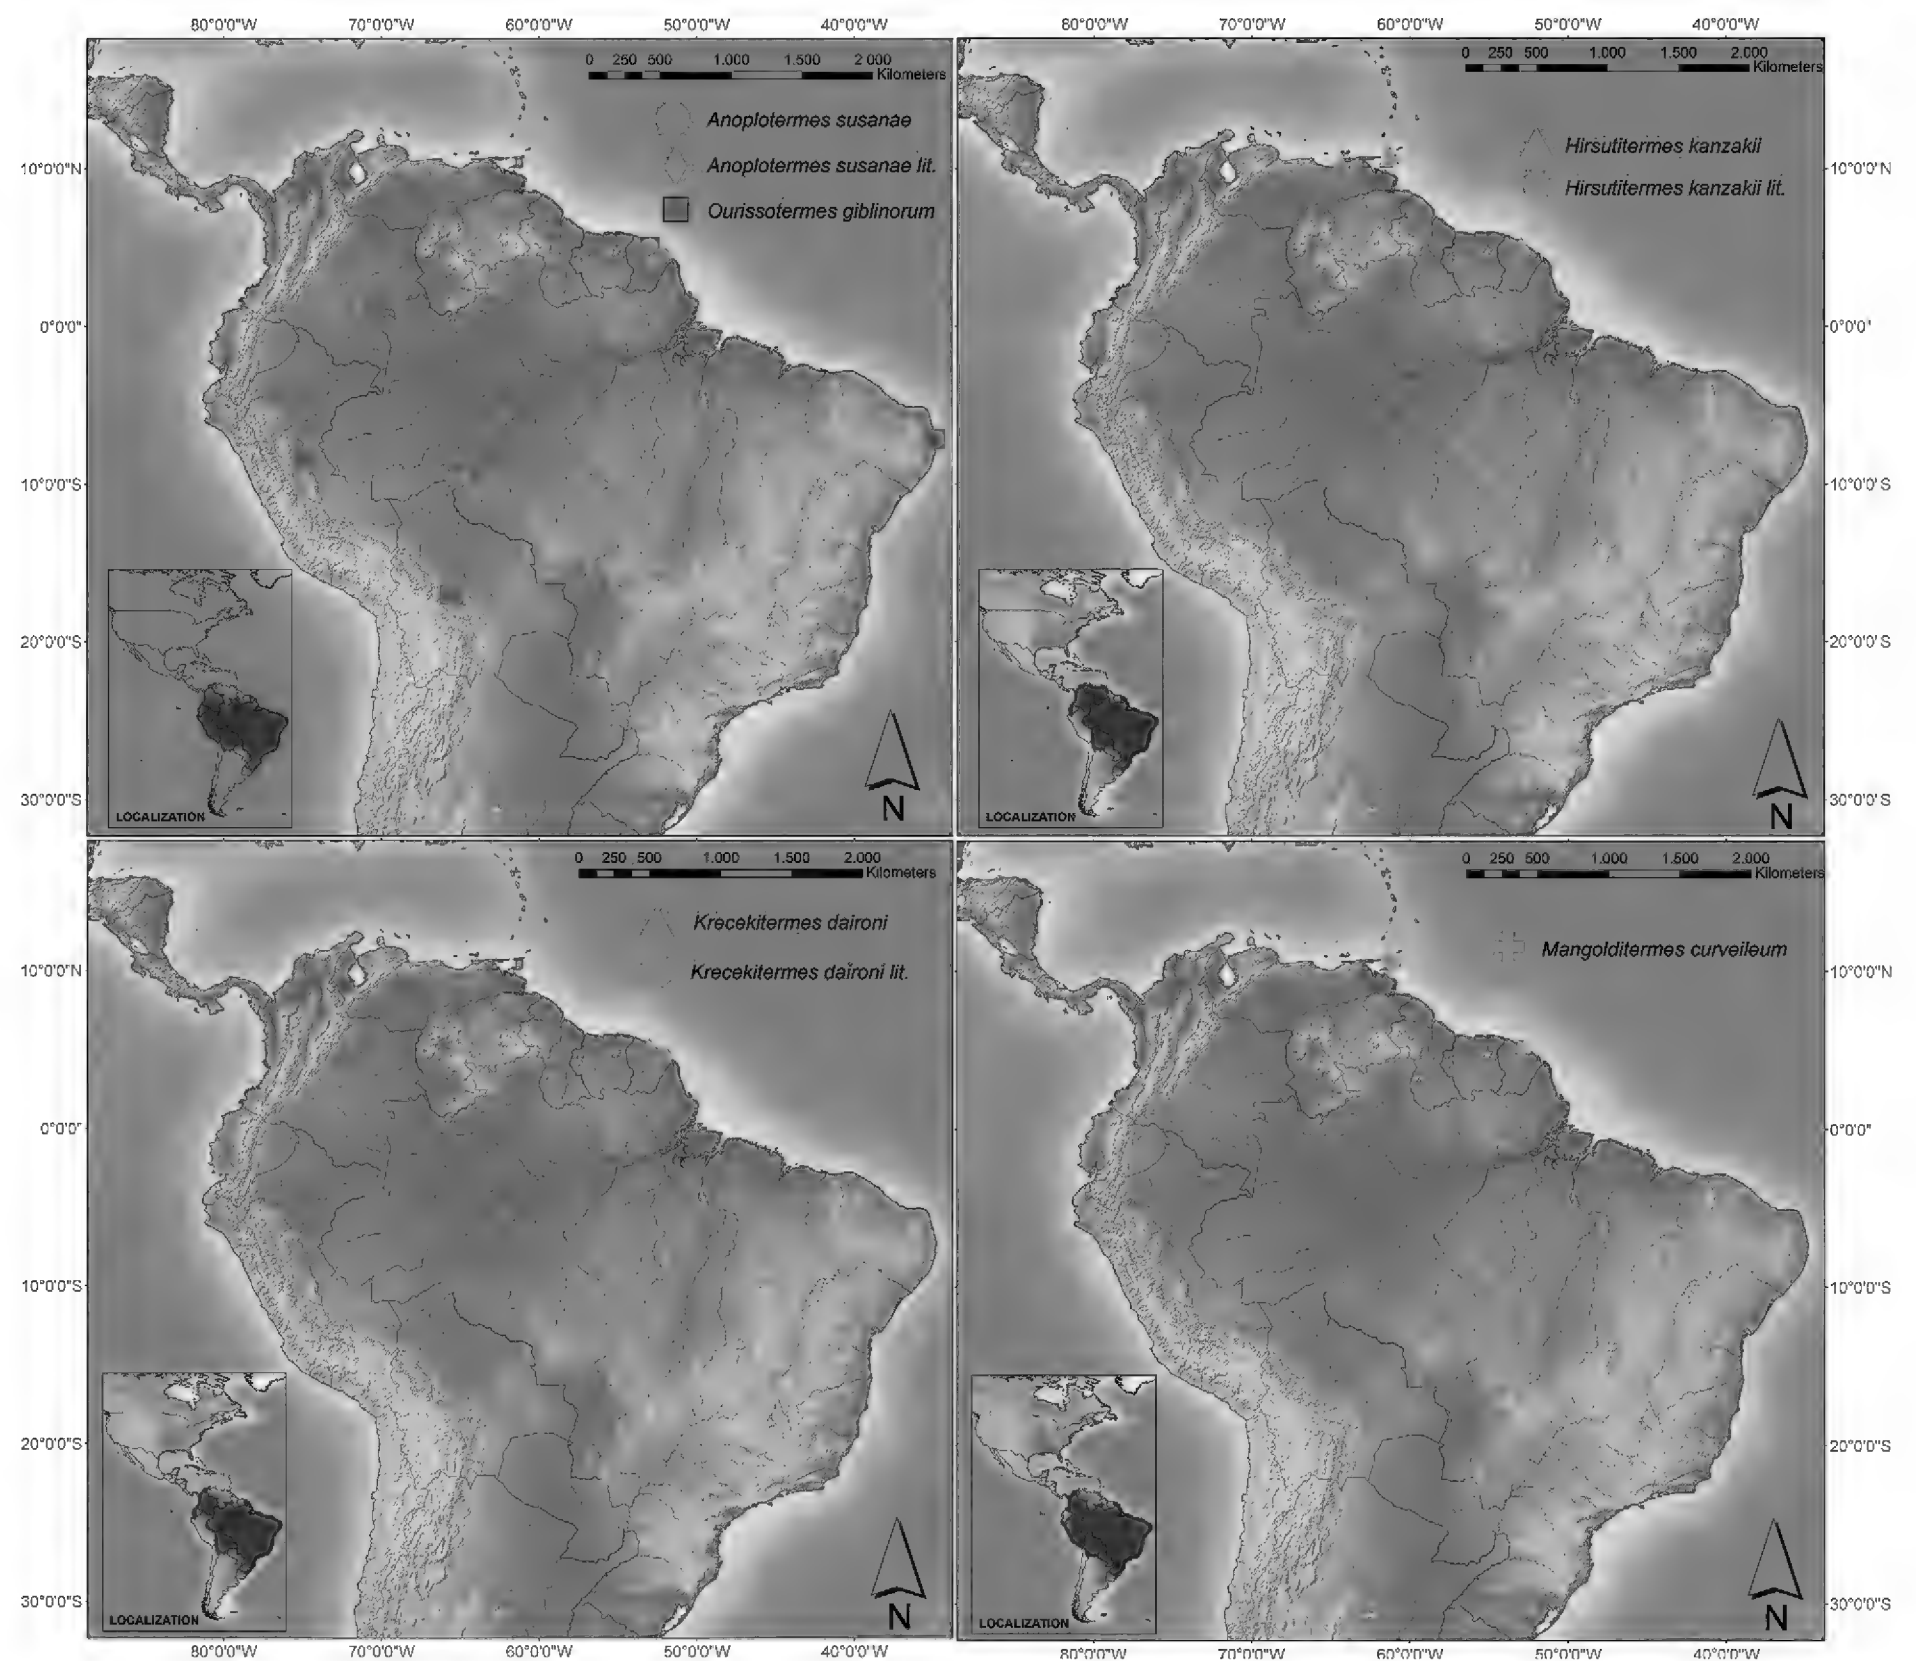 80°0'0"W 70°0'0"W 60°0'0"W 50°0'0"W 40°0'0"W 80°0'0"W 70°0'0"W 60°0'0"W 50°0'0"W 40°0'0"W
0 250 500 1.000 1.500 2 000
Kilometers
Anoplotermes susanae
Anoplotermes susanae lit.
Ourissotermes giblinorum
10°0'0"N
0°0'0"
10°0'0"S
20°0'0"S
30°0'0"S
LOCALIZATION
N
0 250 500 1.000 1.500 2.000
Kilometers
Hirsutitermes kanzakii
Hirsutitermes kanzakii lit.
10°0'0"N
0°0'0"
10°0'0"S
20°0'0"S
30°0'0"S
LOCALIZATION
N
0 250 500 1.000 1.500 2.000
Kilometers
Krecekitermes daironi
Krecekitermes daironi lit.
10°0'0"N
0°0'0"
10°0'0"S
20°0'0"S
30°0'0"S
LOCALIZATION
N
0 250 500 1.000 1.500 2.000
Kilometers
Mangolditermes curveileum
10°0'0"N
0°0'0"
10°0'0"S
20°0'0"S
30°0'0"S
LOCALIZATION
N
80°0'0"W 70°0'0"W 60°0'0"W 50°0'0"W 40°0'0"W 80°0'0"W 70°0'0"W 60°0'0"W 50°0'0"W 40°0'0"W